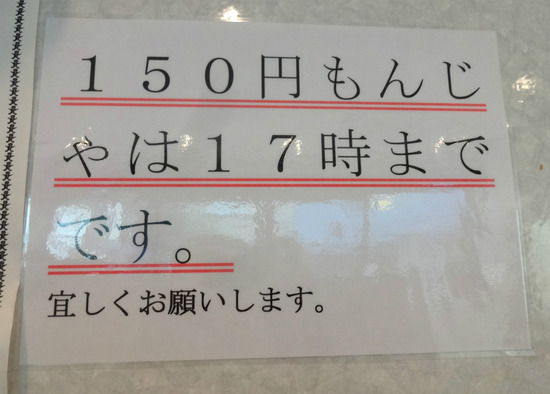 １５０円もんじ
ゃは１７時まで
です。
宜しくお願いします。